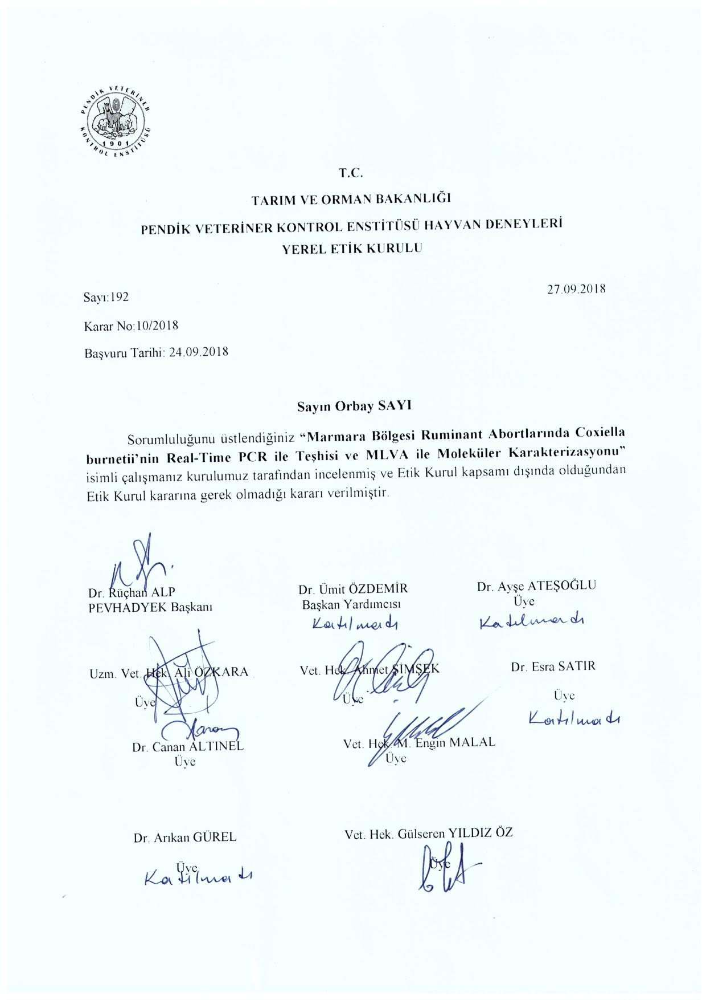 PENDİK VETERİNER
KONTROL ENSTİTÜSÜ
1901
T.C.
TARIM VE ORMAN BAKANLIĞI
PENDİK VETERİNER KONTROL ENSTİTÜSÜ HAYVAN DENEYLERİ
YEREL ETİK KURULU
27.09.2018
Sayı:192
Karar No:10/2018
Başvuru Tarihi: 24.09.2018
Sayın Orbay SAYI
Sorumluluğunu üstlendiğiniz “Marmara Bölgesi Ruminant Abortlarında Coxiella
burnetii’nin Real-Time PCR ile Teşhisi ve MLVA ile Moleküler Karakterizasyonu”
isimli çalışmanız kurulumuz tarafından incelenmiş ve Etik Kurul kapsamı dışında olduğundan
Etik Kurul kararına gerek olmadığı kararı verilmiştir.
Dr. Rüçhan ALP
PEVHADYEK Başkanı
Dr. Ümit ÖZDEMİR
Başkan Yardımcısı
Katılmadı
Dr. Ayşe ATEŞOĞLU
Üye
Katılmadı
Uzm. Vet. Hek. Ali ÖZKARA
Üye
Vet. Hek. Ahmet ŞİMŞEK
Üye
Dr. Esra SATIR
Üye
Katılmadı
Dr. Canan ALTINEL
Üye
Vet. Hek. M. Engin MALAL
Üye
Dr. Arıkan GÜREL
Üye
Katılmadı
Vet. Hek. Gülseren YILDIZ ÖZ
Üye